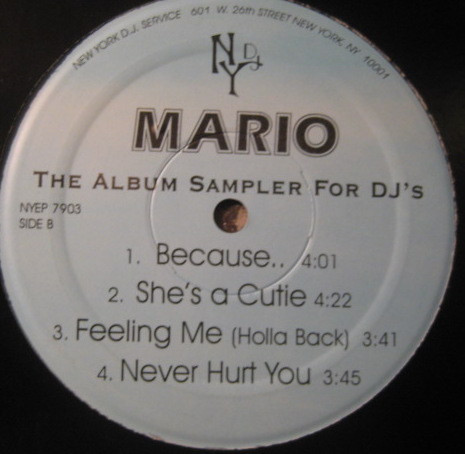 NEW YORK D.J. SERVICE 601 W. 26th STREET NEW YORK, NY 10001
N DJ
Y
MARIO
THE ALBUM SAMPLER FOR DJ'S
NYEP 7903
SIDE B
1. Because.. 4:01
2. She's a Cutie 4:22
3. Feeling Me (Holla Back) 3:41
4. Never Hurt You 3:45